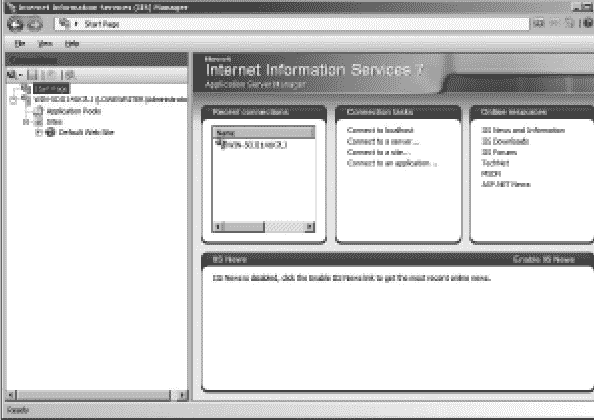 Internet Information Services (IIS) Manager
Start Page
File View Help
Connections
Start Page
Application Pools
Sites
Default Web Site
Microsoft
Internet Information Services 7
Application Server Manager
Recent connections
Name
Connection tasks
Connect to localhost
Connect to a server...
Connect to a site...
Connect to an application...
Online resources
IIS News and Information
IIS Downloads
IIS Forums
TechNet
MSDN
ASP.NET News
IIS News
Enable IIS News
IIS News is disabled, click the Enable IIS News link to get the most recent online news.
Ready